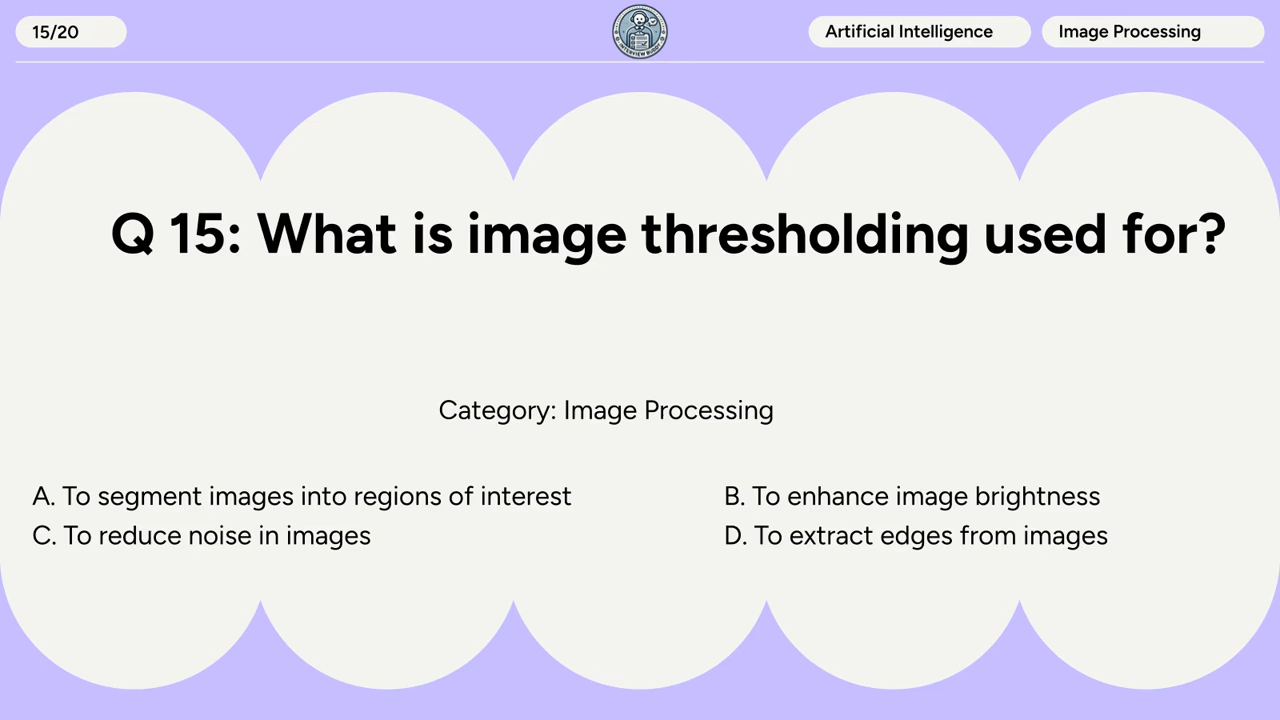 15/20
Artificial Intelligence
Image Processing
Q 15: What is image thresholding used for?
Category: Image Processing
A. To segment images into regions of interest
B. To enhance image brightness
C. To reduce noise in images
D. To extract edges from images